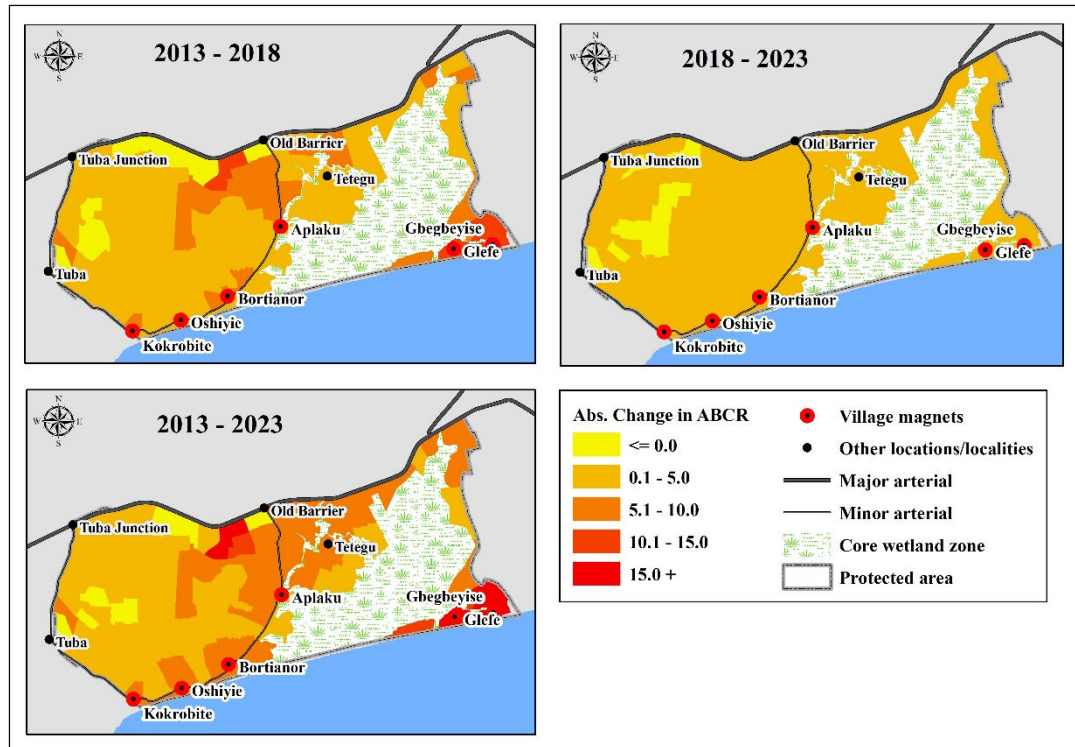 2013 - 2018
N
W E
S
Old Barrier
Tuba Junction
Tetegu
Aplaku
Gbegbeyise
Glefe
Tuba
Bortianor
Oshiyie
Kokrobite
2018 - 2023
N
W E
S
Old Barrier
Tuba Junction
Tetegu
Aplaku
Gbegbeyise
Glefe
Tuba
Bortianor
Oshiyie
Kokrobite
2013 - 2023
N
W E
S
Old Barrier
Tuba Junction
Tetegu
Aplaku
Gbegbeyise
Glefe
Tuba
Bortianor
Oshiyie
Kokrobite
Abs. Change in ABCR
<= 0.0
0.1 - 5.0
5.1 - 10.0
10.1 - 15.0
15.0 +
Village magnets
Other locations/localities
Major arterial
Minor arterial
Core wetland zone
Protected area